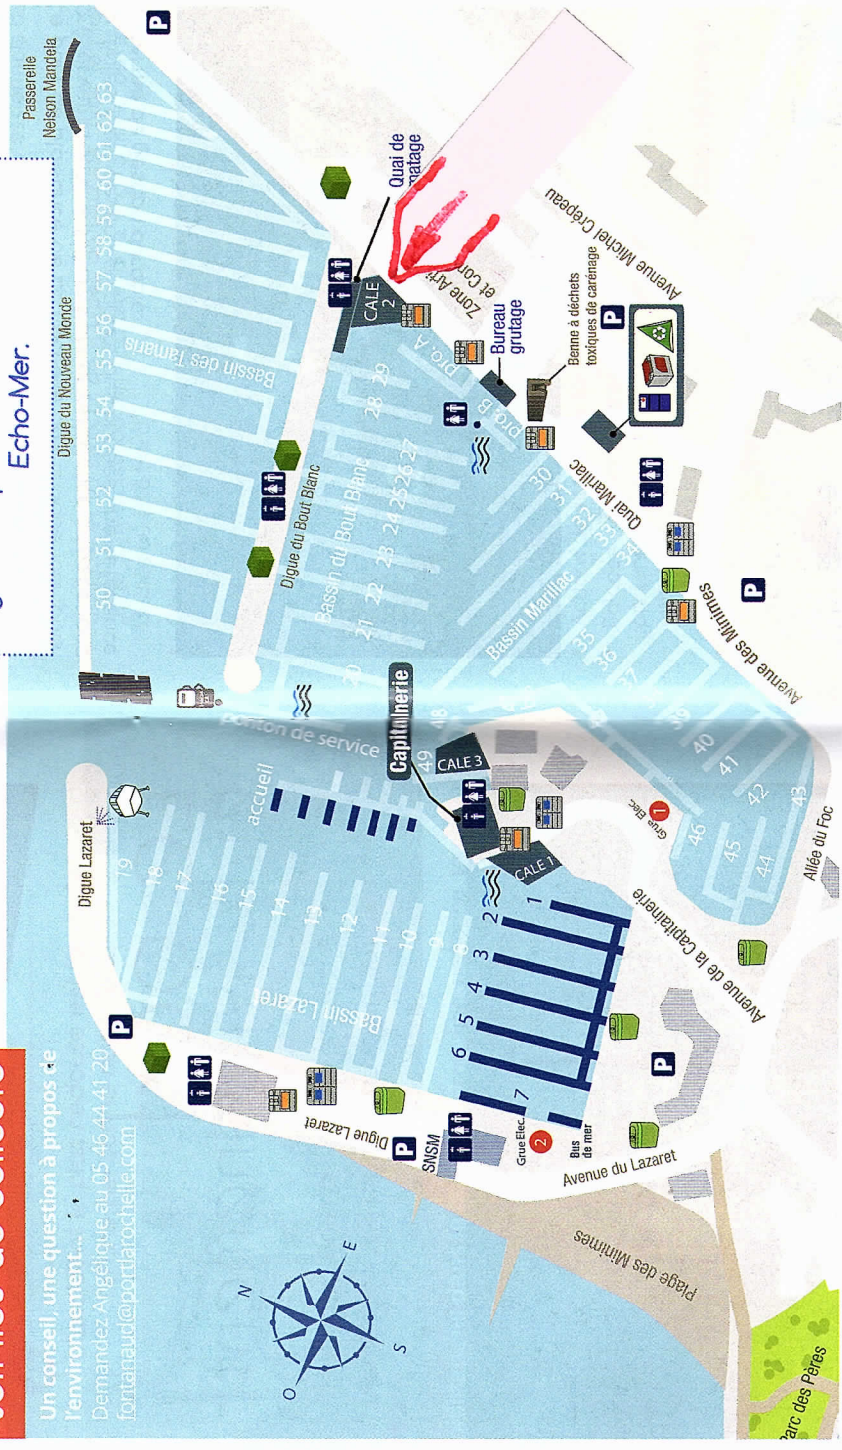 Echo-Mer.
Un conseil, une question à propos de
l'environnement...
Demandez Angélique au 05 46 44 41 20
fontanaud@portlarochelle.com
Passerelle
Nelson Mandela
Digue du Nouveau Monde
50
51
52
53
54
55
56
57
58
59
60
61
62
63
Bassin des Tamaris
P
Quai de
matage
CALE
2
Zone Arti
et Con
Avenue Michel Crépeau
Digue du Bout Blanc
Bassin du Bout Blanc
20
21
22
23
24
25
26
27
28
29
pro. A
pro. B
Bureau
grutage
Benne à déchets
toxiques de carénage
P
P
Quai Marillac
Bassin Marillac
30
31
32
33
34
35
36
37
39
40
41
42
43
44
45
46
48
49
Avenue des Minimes
P
Allée du Foc
Grue Elec.
1
ponton de service
Capitainerie
CALE 3
CALE 1
accueil
Digue Lazaret
19
18
17
16
15
14
13
12
11
10
9
8
Bassin Lazaret
P
Digue Lazaret
P
1
2
3
4
5
6
7
SNSM
Grue Elec.
2
Bus
de mer
Avenue de la Capitainerie
P
Avenue du Lazaret
Plage des Minimes
Parc des Pères
N
E
S
O